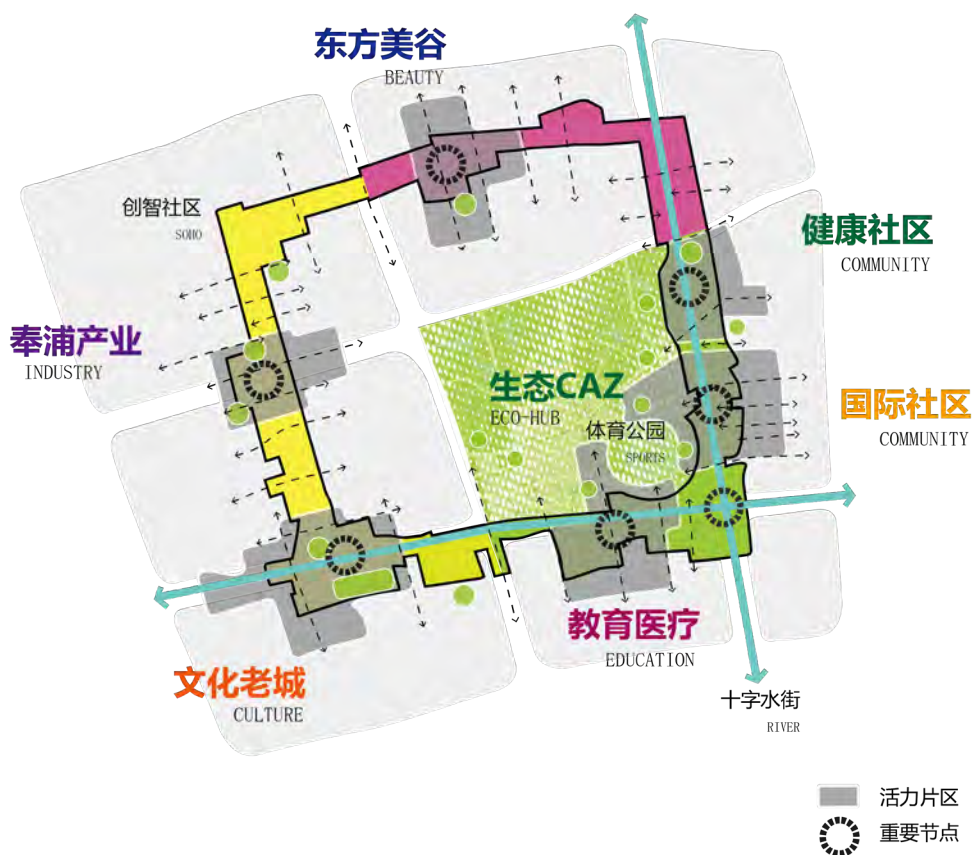 东方美谷
BEAUTY
创智社区
SOHO
健康社区
COMMUNITY
奉浦产业
INDUSTRY
生态CAZ
ECO-HUB
体育公园
SPORTS
国际社区
COMMUNITY
教育医疗
EDUCATION
文化老城
CULTURE
十字水街
RIVER
活力片区
重要节点